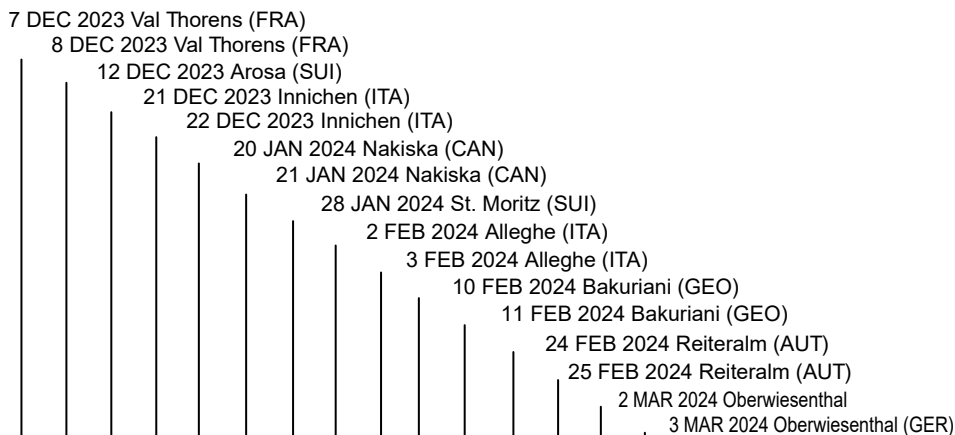 7 DEC 2023 Val Thorens (FRA)
8 DEC 2023 Val Thorens (FRA)
12 DEC 2023 Arosa (SUI)
21 DEC 2023 Innichen (ITA)
22 DEC 2023 Innichen (ITA)
20 JAN 2024 Nakiska (CAN)
21 JAN 2024 Nakiska (CAN)
28 JAN 2024 St. Moritz (SUI)
2 FEB 2024 Alleghe (ITA)
3 FEB 2024 Alleghe (ITA)
10 FEB 2024 Bakuriani (GEO)
11 FEB 2024 Bakuriani (GEO)
24 FEB 2024 Reiteralm (AUT)
25 FEB 2024 Reiteralm (AUT)
2 MAR 2024 Oberwiesenthal
3 MAR 2024 Oberwiesenthal (GER)